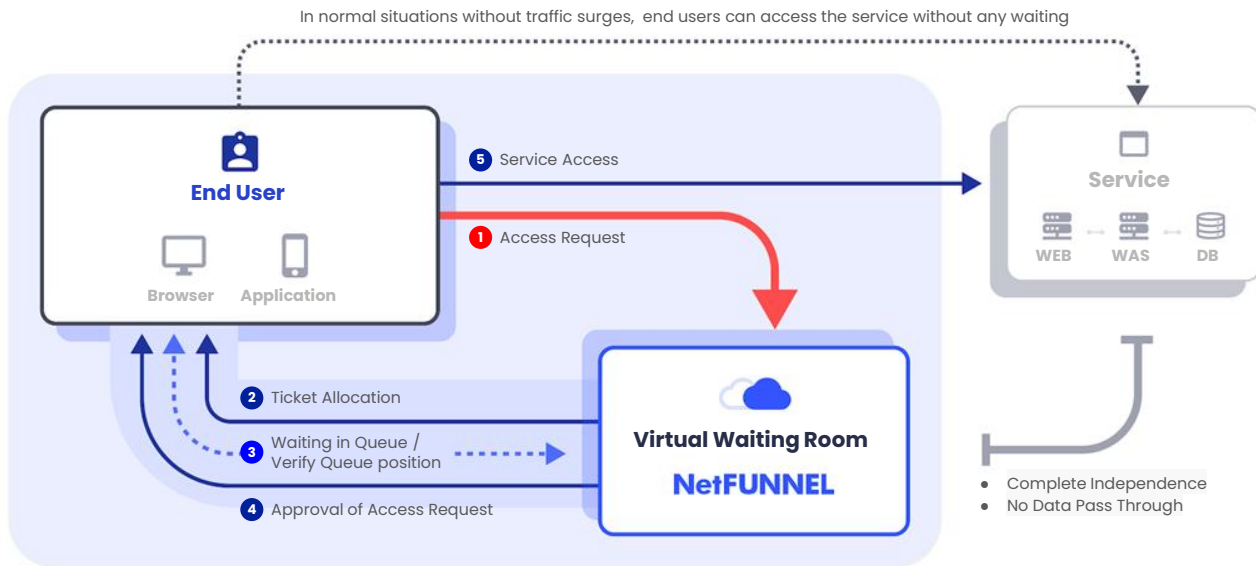 In normal situations without traffic surges, end users can access the service without any waiting
End User
Browser
Application
5 Service Access
1 Access Request
Service
WEB
WAS
DB
2 Ticket Allocation
3 Waiting in Queue /
Verify Queue position
4 Approval of Access Request
Virtual Waiting Room
NetFUNNEL
● Complete Independence
● No Data Pass Through